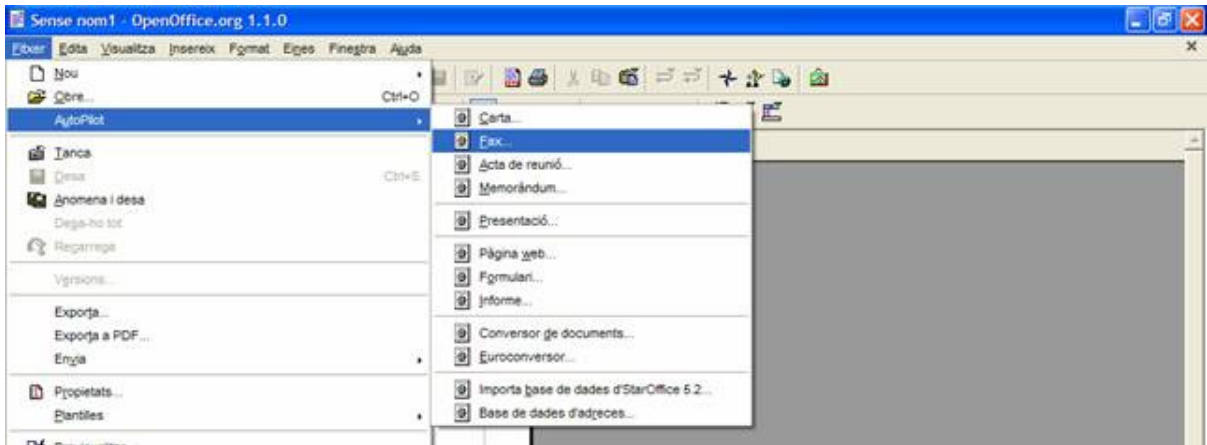 Sense nom1 - OpenOffice.org 1.1.0
Fitxer Edita Visualitza Insereix Format Eines Finestra Ajuda
Nou
Obre... Ctrl+O
AutoPilot
Tanca
Desa Ctrl+S
Anomena i desa
Desa-ho tot
Recarrega
Versions...
Exporta...
Exporta a PDF...
Envia
Propietats...
Plantilles
Carta...
Fax...
Acta de reunió...
Memoràndum...
Presentació...
Pàgina web...
Formulari...
Informe...
Conversor de documents...
Euroconversor...
Importa base de dades d'StarOffice 5.2...
Base de dades d'adreces...